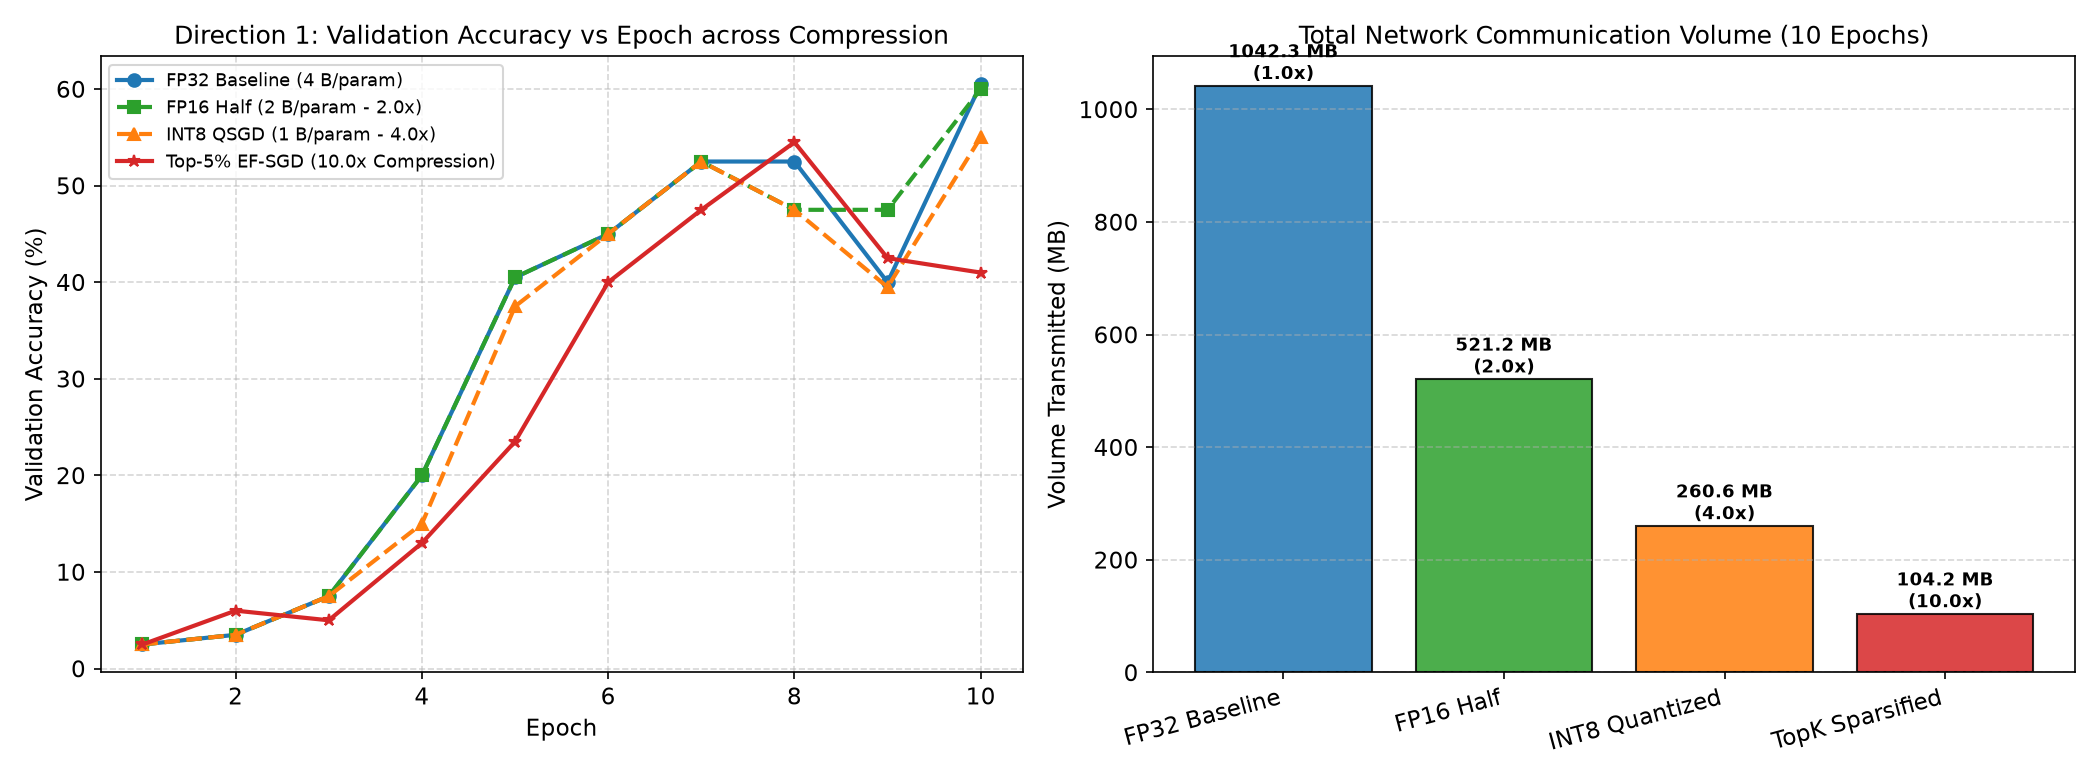 Direction 1: Validation Accuracy vs Epoch across Compression
FP32 Baseline (4 B/param)
FP16 Half (2 B/param - 2.0x)
INT8 QSGD (1 B/param - 4.0x)
Top-5% EF-SGD (10.0x Compression)
Validation Accuracy (%)
60
50
40
30
20
10
0
2
4
6
8
10
Epoch
Total Network Communication Volume (10 Epochs)
1042.3 MB
(1.0x)
521.2 MB
(2.0x)
260.6 MB
(4.0x)
104.2 MB
(10.0x)
Volume Transmitted (MB)
1000
800
600
400
200
0
FP32 Baseline
FP16 Half
INT8 Quantized
TopK Sparsified